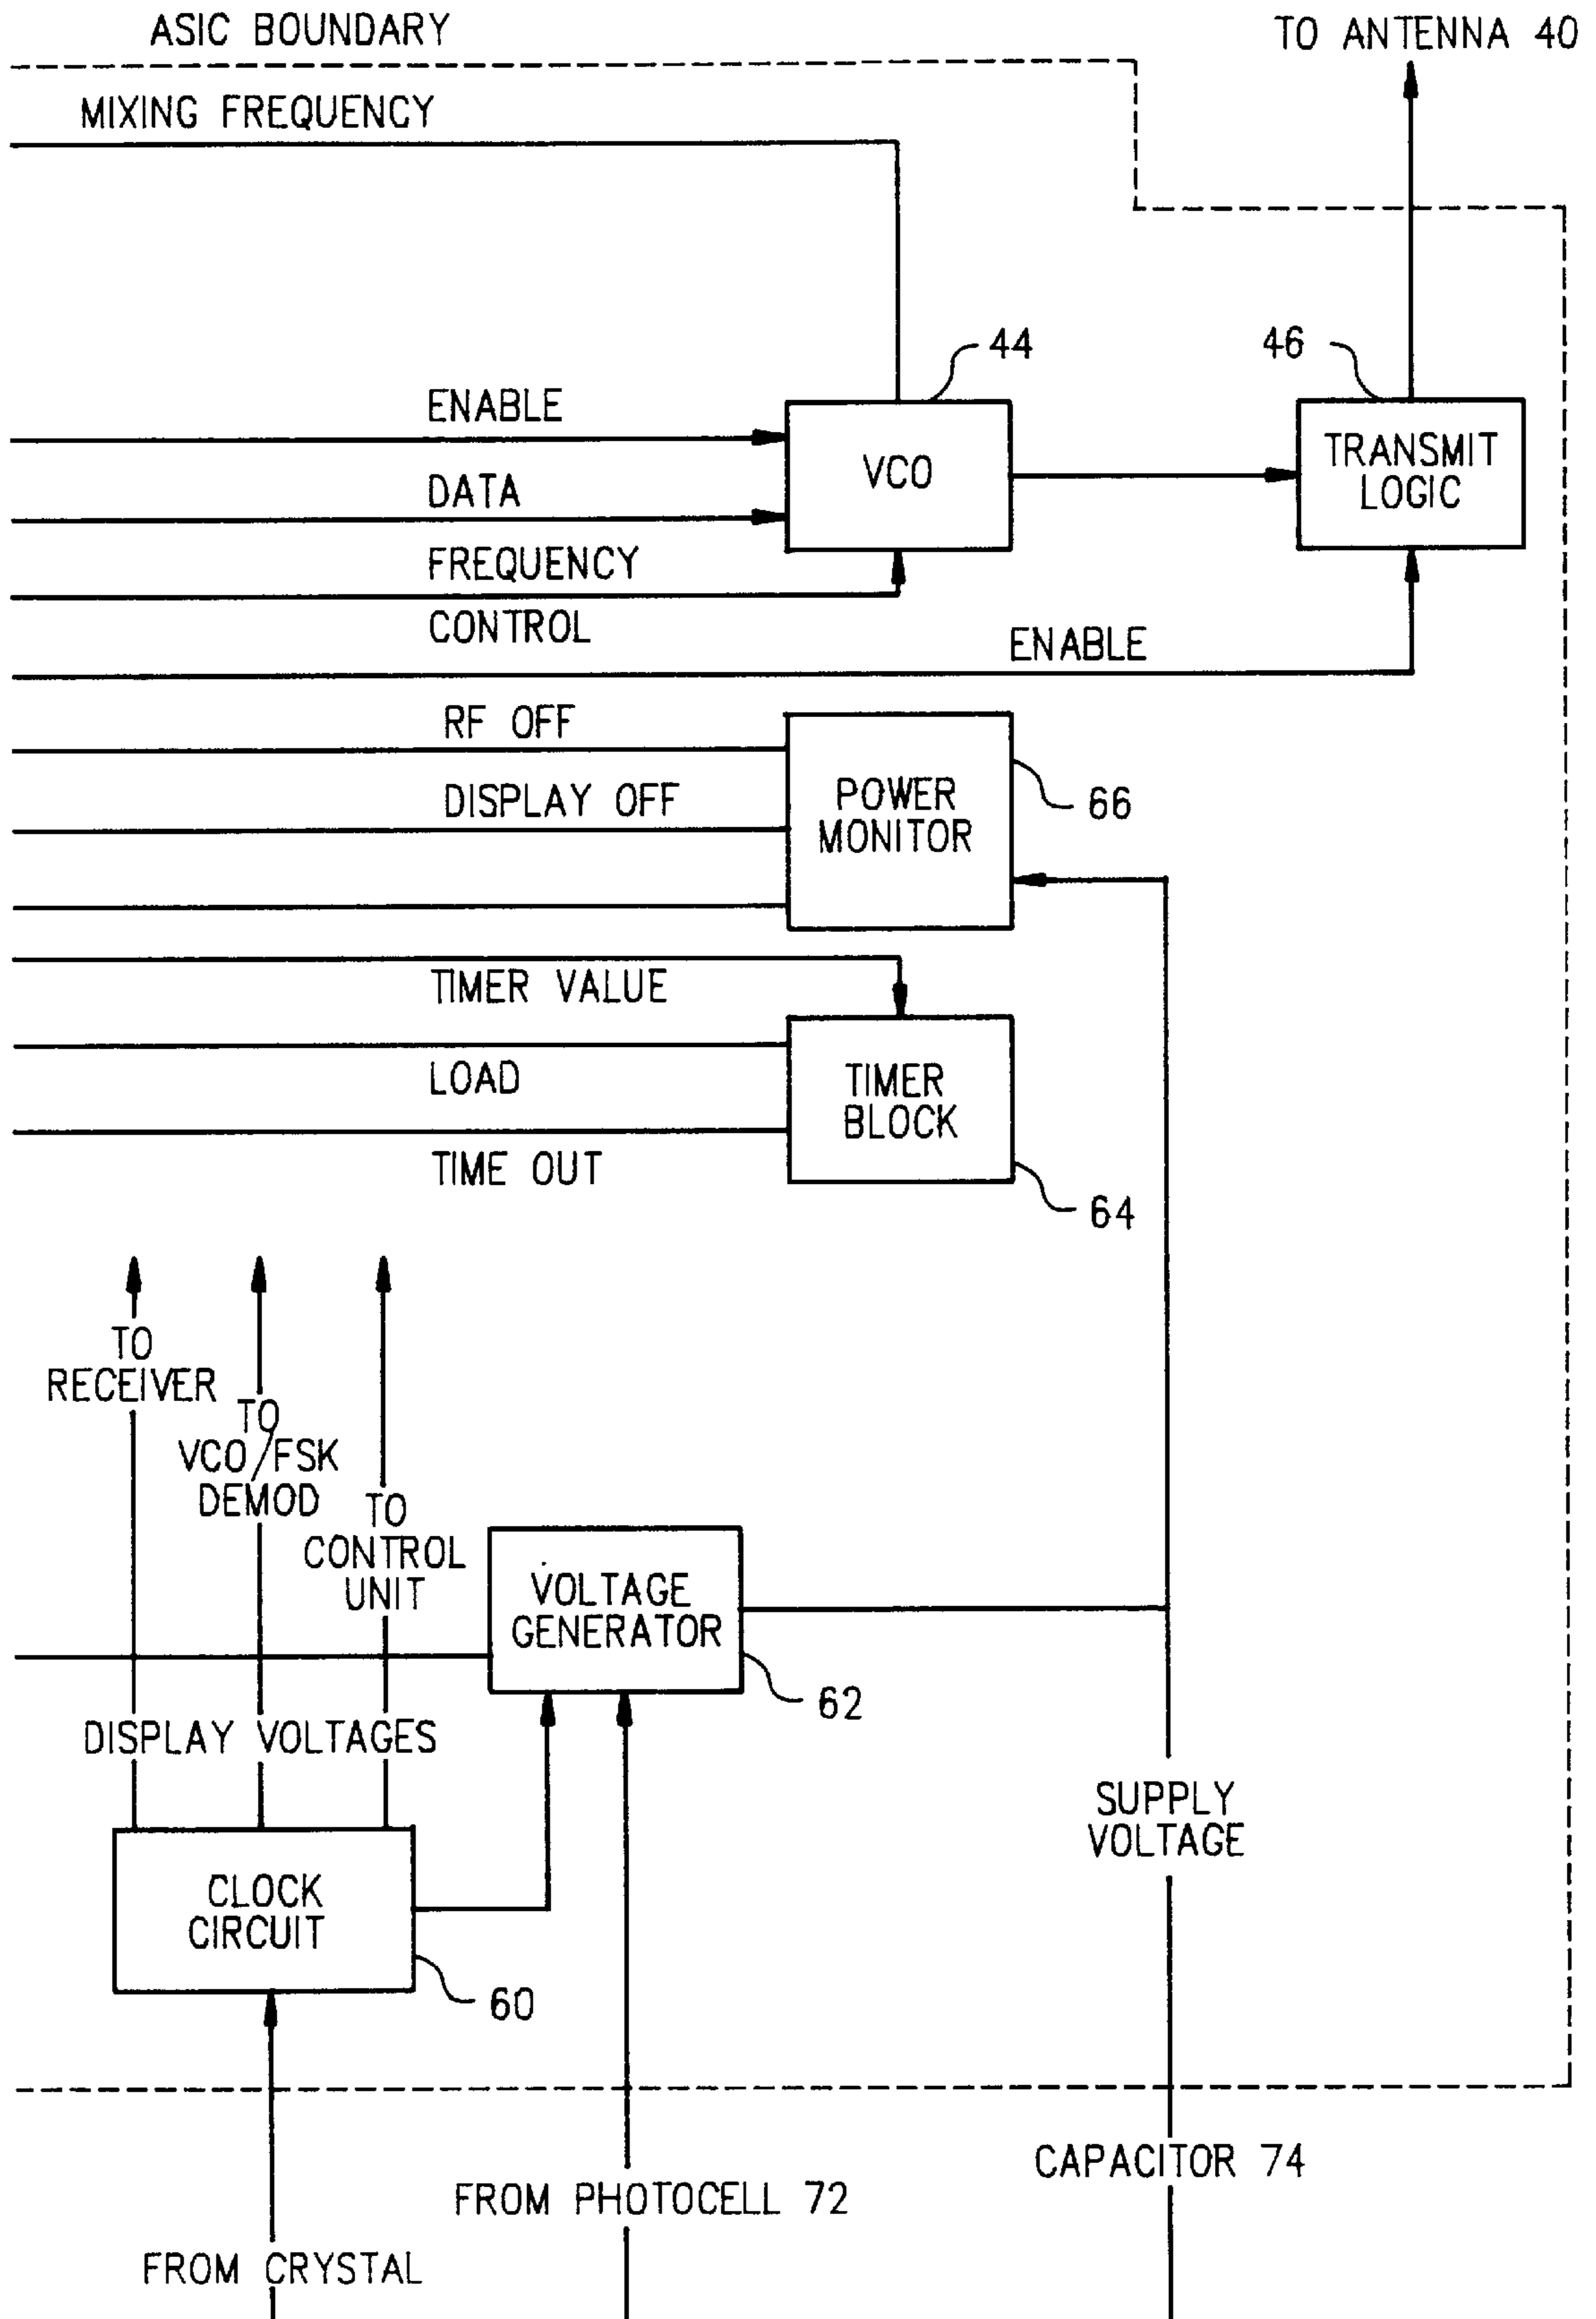 ASIC BOUNDARY
TO ANTENNA 40
MIXING FREQUENCY
44
46
ENABLE
VCO
TRANSMIT
LOGIC
DATA
FREQUENCY
CONTROL
ENABLE
RF OFF
POWER
MONITOR
66
DISPLAY OFF
TIMER VALUE
LOAD
TIMER
BLOCK
TIME OUT
64
TO
RECEIVER
TO
VCO/FSK
DEMOD
TO
CONTROL
UNIT
VOLTAGE
GENERATOR
62
DISPLAY VOLTAGES
SUPPLY
VOLTAGE
CLOCK
CIRCUIT
60
CAPACITOR 74
FROM PHOTOCELL 72
FROM CRYSTAL